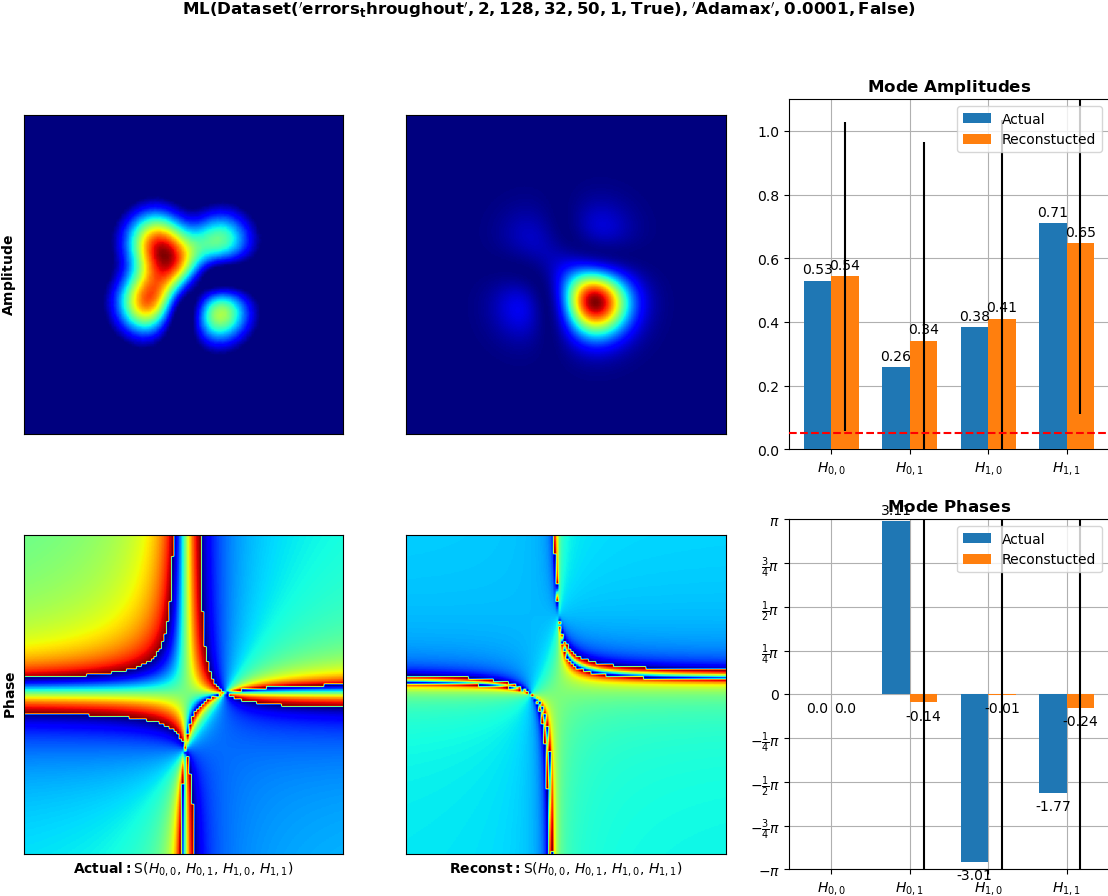 ML(Dataset('errors_throughout', 2, 128, 32, 50, 1, True), 'Adamax', 0.0001, False)
Mode Amplitudes
Actual
Reconstucted
1.0
0.8
0.6
0.4
0.2
0.0
0.53
0.54
0.26
0.34
0.38
0.41
0.71
0.65
H0,0
H0,1
H1,0
H1,1
Amplitude
Mode Phases
Actual
Reconstucted
π
3/4π
1/2π
1/4π
0
−1/4π
−1/2π
−3/4π
−π
0.0
0.0
3.11
-0.14
-3.01
-0.01
-1.77
-0.24
H0,0
H0,1
H1,0
H1,1
Phase
Actual: S(H0,0, H0,1, H1,0, H1,1)
Reconst: S(H0,0, H0,1, H1,0, H1,1)